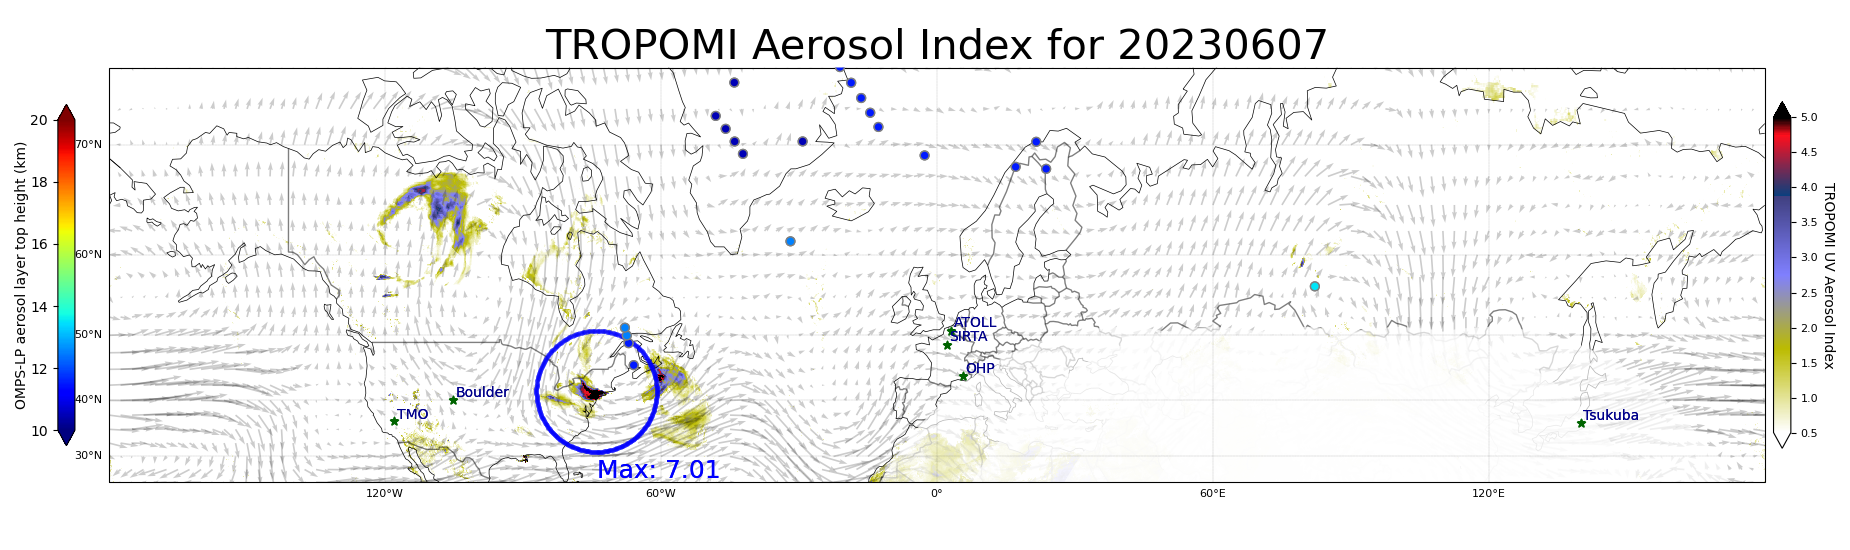 TROPOMI Aerosol Index for 20230607
OMPS-LP aerosol layer top height (km)
20
18
16
14
12
10
70°N
60°N
50°N
40°N
30°N
120°W
60°W
0°
60°E
120°E
ATOLL
SIRTA
OHP
Boulder
TMO
Tsukuba
Max: 7.01
5.0
4.5
4.0
3.5
3.0
2.5
2.0
1.5
1.0
0.5
TROPOMI UV Aerosol Index